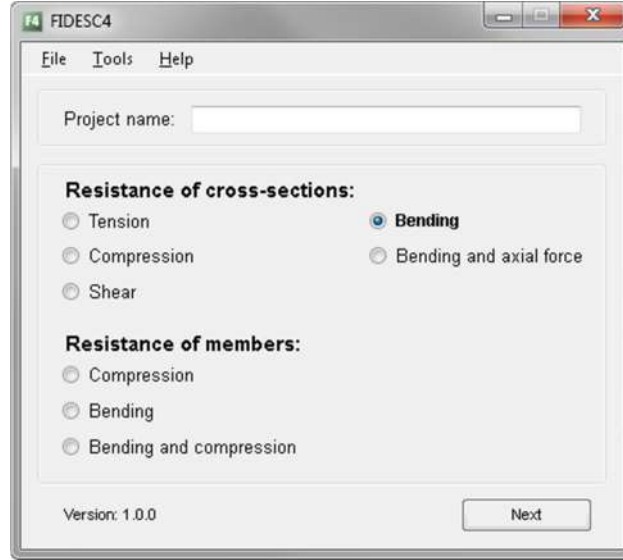 F4 FIDESC4
File Tools Help
Project name:
Resistance of cross-sections:
Tension Bending
Compression Bending and axial force
Shear
Resistance of members:
Compression
Bending
Bending and compression
Version: 1.0.0 Next